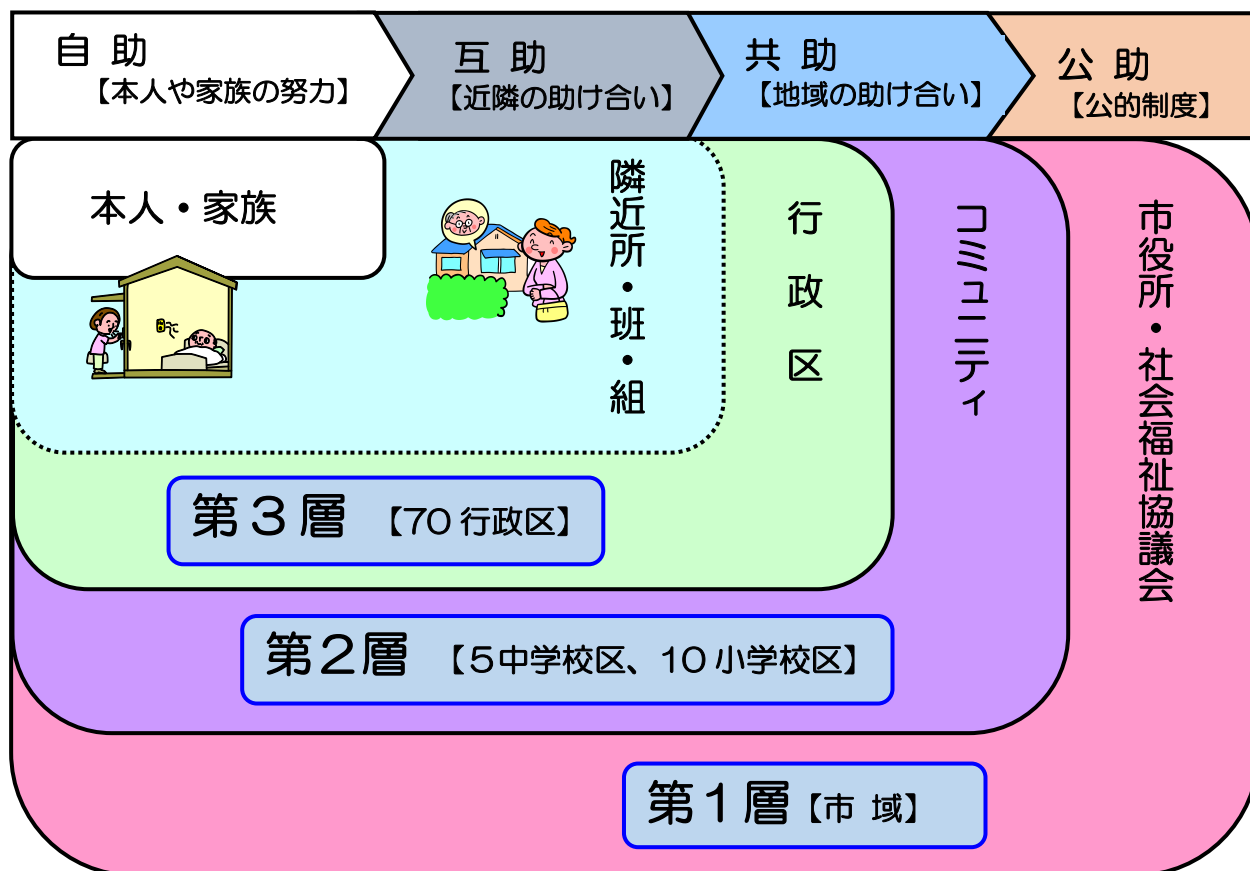 自 助
【本人や家族の努力】
互 助
【近隣の助け合い】
共 助
【地域の助け合い】
公 助
【公的制度】
本人・家族
隣近所・班・組
行政区
コミュニティ
市役所・社会福祉協議会
第３層 【70 行政区】
第２層 【５中学校区、10 小学校区】
第１層【市 域】